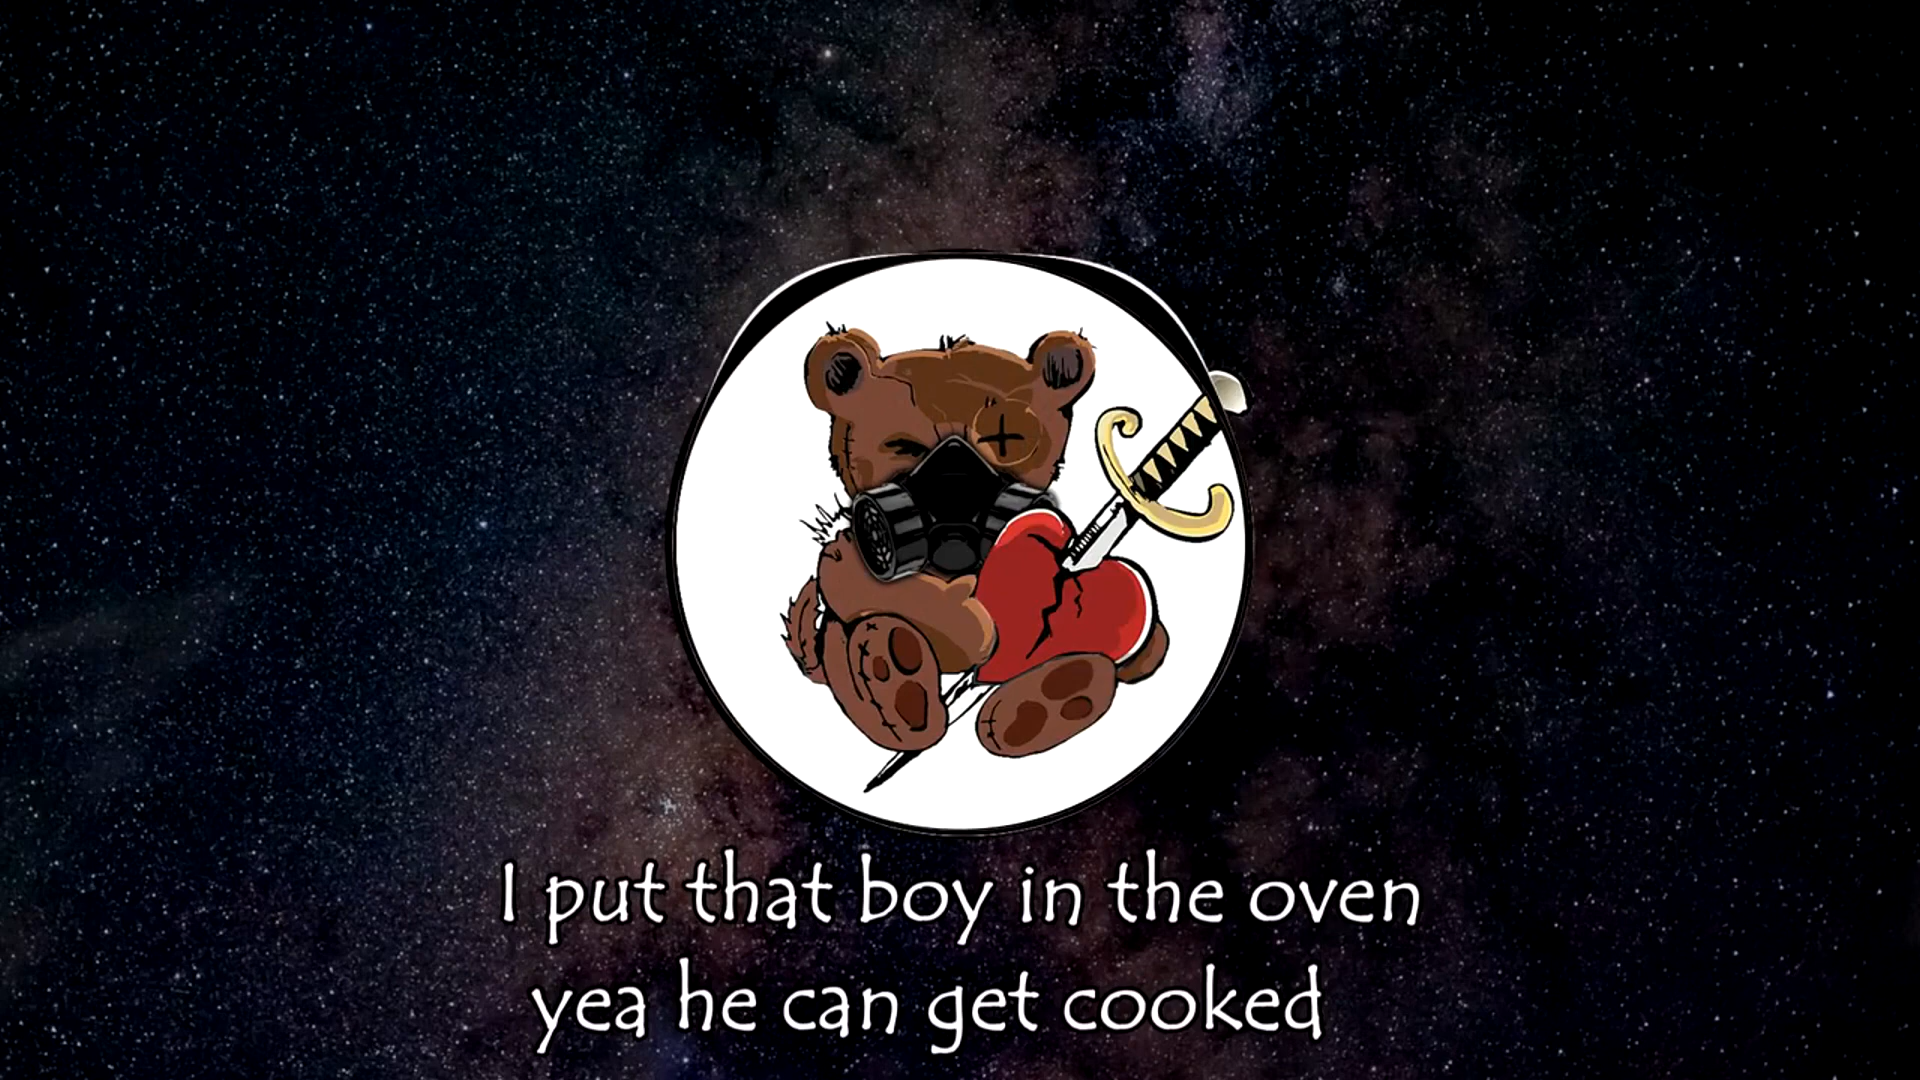 I put that boy in the oven
yea he can get cooked